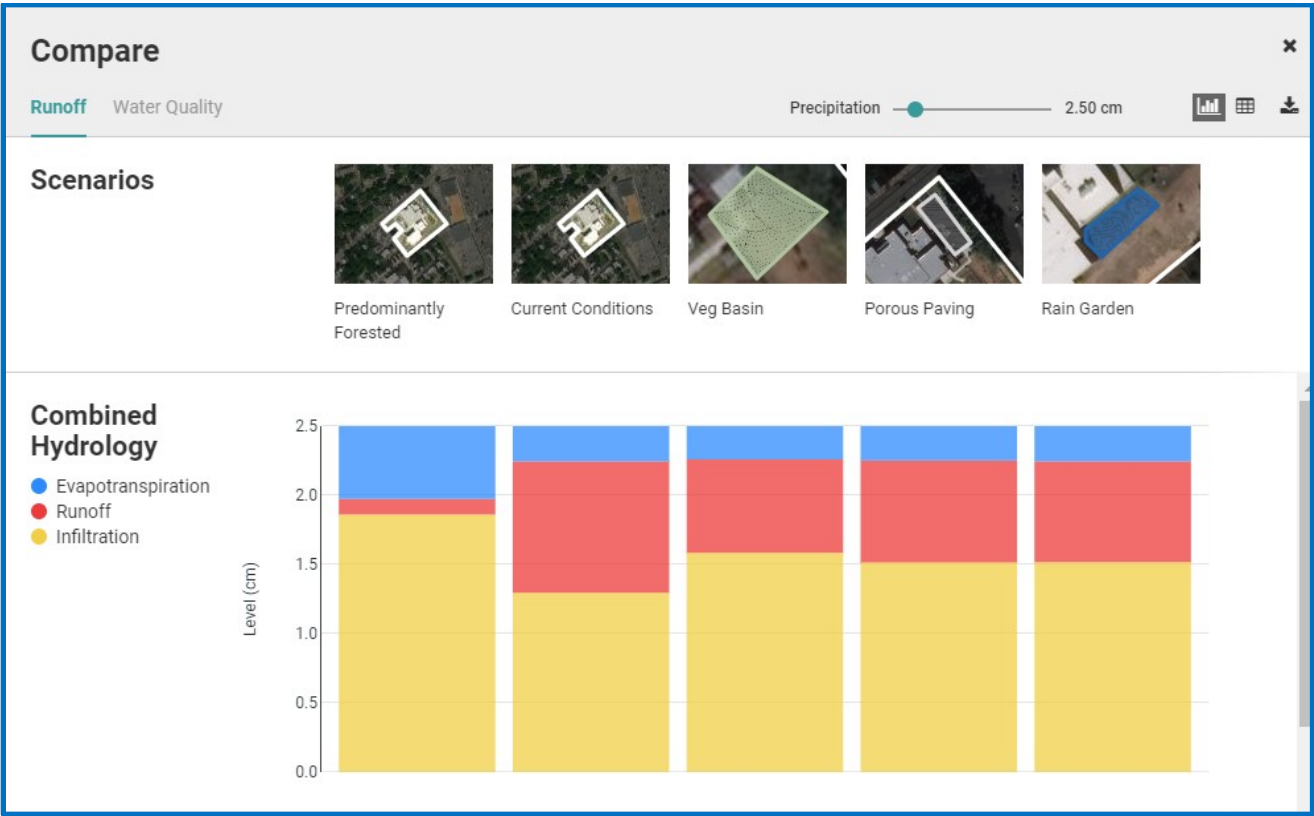 Compare
Runoff Water Quality
Precipitation 2.50 cm
Scenarios
Predominantly
Forested
Current Conditions
Veg Basin
Porous Paving
Rain Garden
Combined
Hydrology
Evapotranspiration
Runoff
Infiltration
Level (cm)
2.5
2.0
1.5
1.0
0.5
0.0